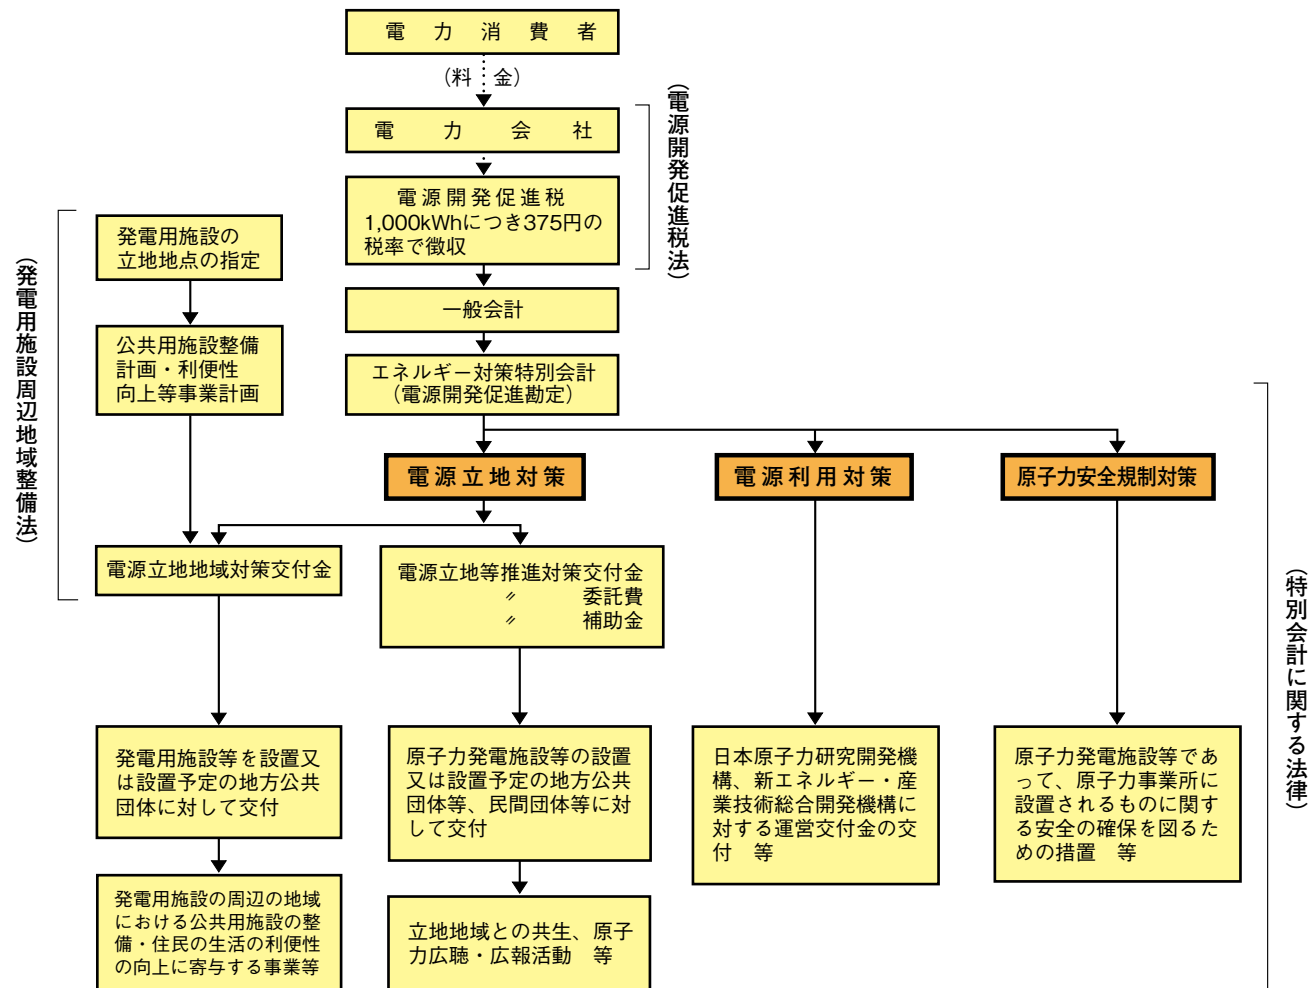 電力消費者
(料金)
電力会社
電源開発促進税
1,000kWhにつき375円の
税率で徴収
(電源開発促進税法)
一般会計
エネルギー対策特別会計
(電源開発促進勘定)
(発電用施設周辺地域整備法)
発電用施設の
立地地点の指定
公共用施設整備
計画・利便性
向上等事業計画
電源立地対策
電源利用対策
原子力安全規制対策
電源立地地域対策交付金
電源立地等推進対策交付金
〃 委託費
〃 補助金
(特別会計に関する法律)
発電用施設等を設置又
は設置予定の地方公共
団体に対して交付
原子力発電施設等の設置
又は設置予定の地方公共
団体等、民間団体等に対
して交付
日本原子力研究開発機
構、新エネルギー・産
業技術総合開発機構に
対する運営交付金の交
付 等
原子力発電施設等であ
って、原子力事業所に
設置されるものに関す
る安全の確保を図るた
めの措置 等
発電用施設の周辺の地域
における公共用施設の整
備・住民の生活の利便性
の向上に寄与する事業等
立地地域との共生、原子
力広聴・広報活動 等